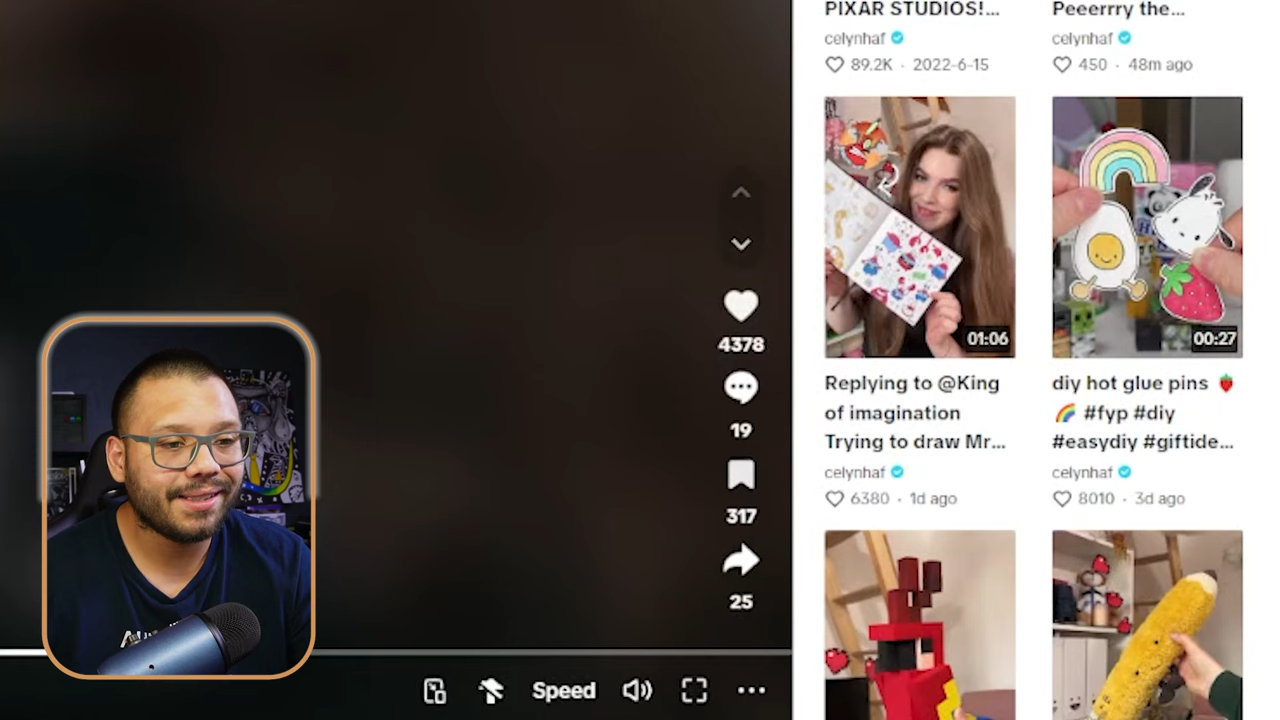 PIXAR STUDIOS!...
celynhaf
89.2K · 2022-6-15
Peeerrry the...
celynhaf
450 · 48m ago
4378
19
317
25
Speed
01:06
Replying to @King
of imagination
Trying to draw Mr...
celynhaf
6380 · 1d ago
00:27
diy hot glue pins 🍓
🌈 #fyp #diy
#easydiy #giftide...
celynhaf
8010 · 3d ago